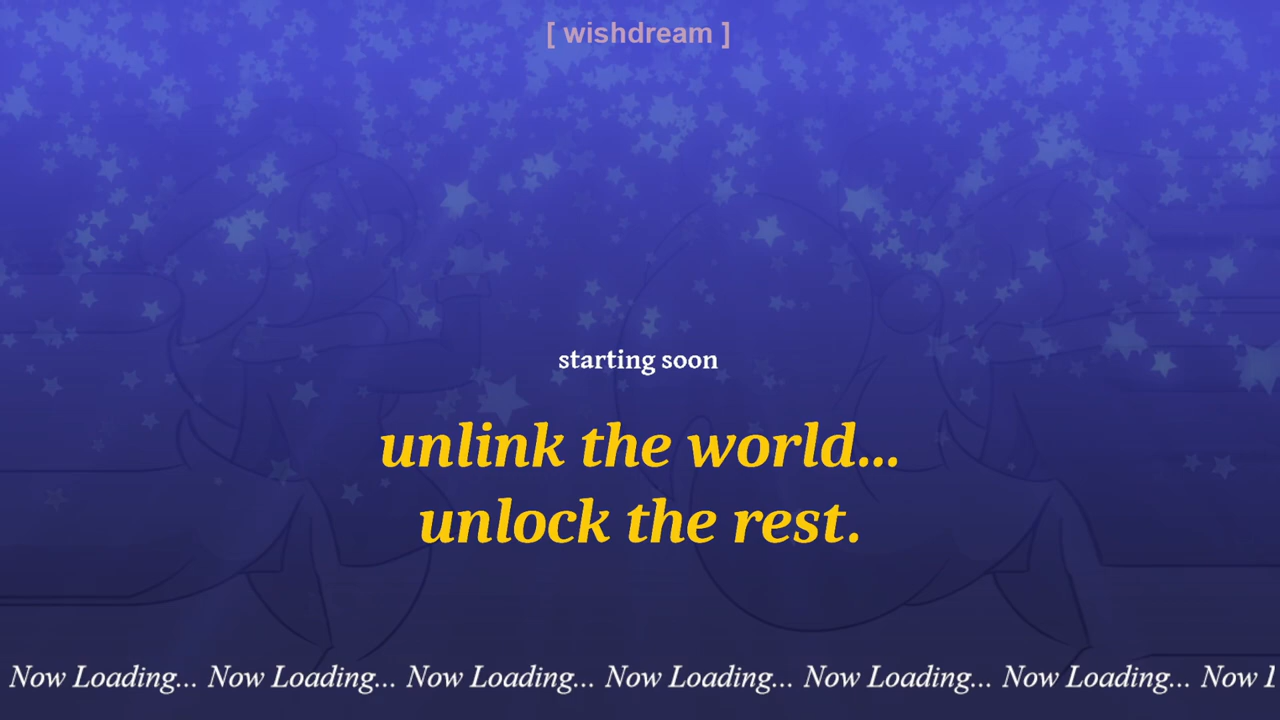 [ wishdream ]
starting soon
unlink the world...
unlock the rest.
Now Loading... Now Loading... Now Loading... Now Loading... Now Loading... Now Loading... Now